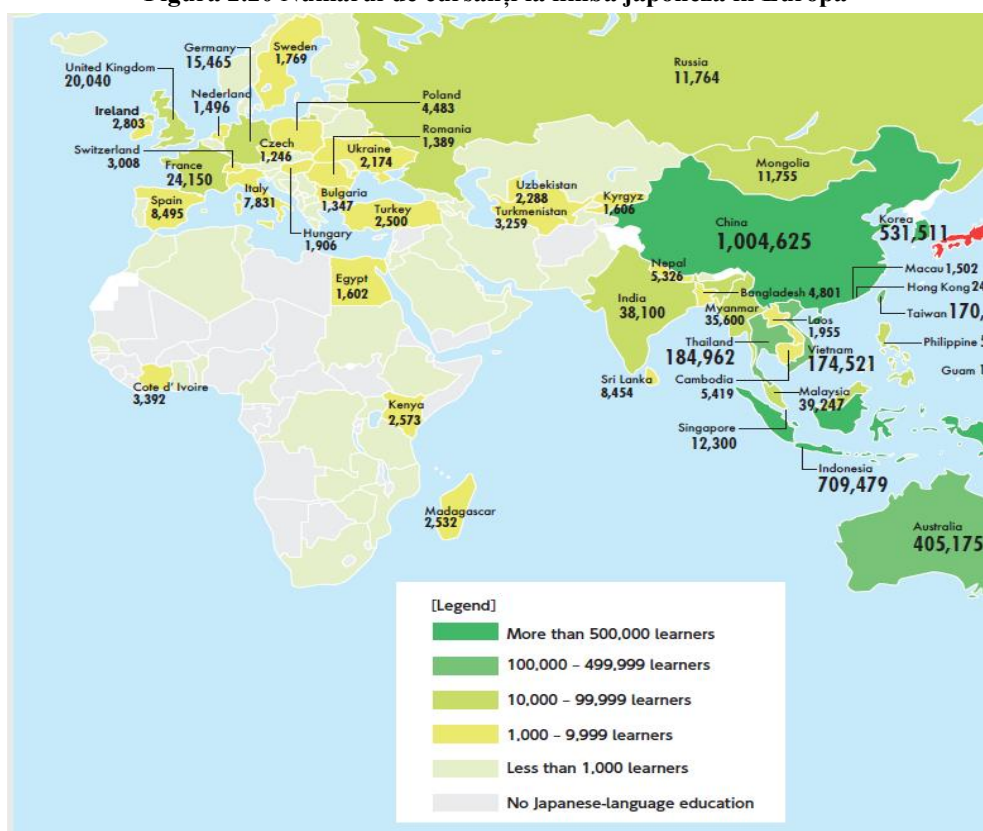 Germany
15,465
Sweden
1,769
United Kingdom
20,040
Nederland
1,496
Ireland
2,803
Switzerland
3,008
France
24,150
Spain
8,495
Italy
7,831
Czech
1,246
Poland
4,483
Romania
1,389
Ukraine
2,174
Bulgaria
1,347
Hungary
1,906
Turkey
2,500
Russia
11,764
Mongolia
11,755
Uzbekistan
2,288
Turkmenistan
3,259
Kyrgyz
1,606
China
1,004,625
Korea
531,511
Macau 1,502
Hong Kong 24
Taiwan 170,
Philippine
Guam 1
Nepal
5,326
Bangladesh 4,801
India
38,100
Myanmar
35,600
Laos
1,955
Thailand
184,962
Vietnam
174,521
Sri Lanka
8,454
Cambodia
5,419
Malaysia
39,247
Singapore
12,300
Indonesia
709,479
Australia
405,175
Egypt
1,602
Cote d' Ivoire
3,392
Kenya
2,573
Madagascar
2,532
[Legend]
More than 500,000 learners
100,000 – 499,999 learners
10,000 – 99,999 learners
1,000 – 9,999 learners
Less than 1,000 learners
No Japanese-language education